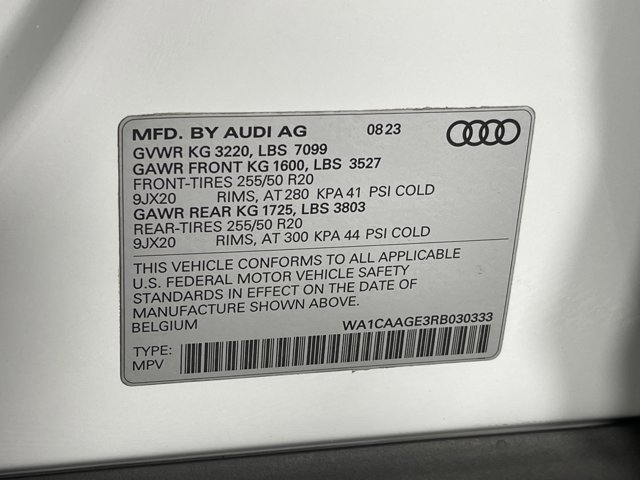 MFD. BY AUDI AG 08 23
GVWR KG 3220, LBS 7099
GAWR FRONT KG 1600, LBS 3527
FRONT-TIRES 255/50 R20
9JX20 RIMS, AT 280 KPA 41 PSI COLD
GAWR REAR KG 1725, LBS 3803
REAR-TIRES 255/50 R20
9JX20 RIMS, AT 300 KPA 44 PSI COLD
THIS VEHICLE CONFORMS TO ALL APPLICABLE
U.S. FEDERAL MOTOR VEHICLE SAFETY
STANDARDS IN EFFECT ON THE DATE OF
MANUFACTURE SHOWN ABOVE.
BELGIUM WA1CAAGE3RB030333
TYPE:
MPV